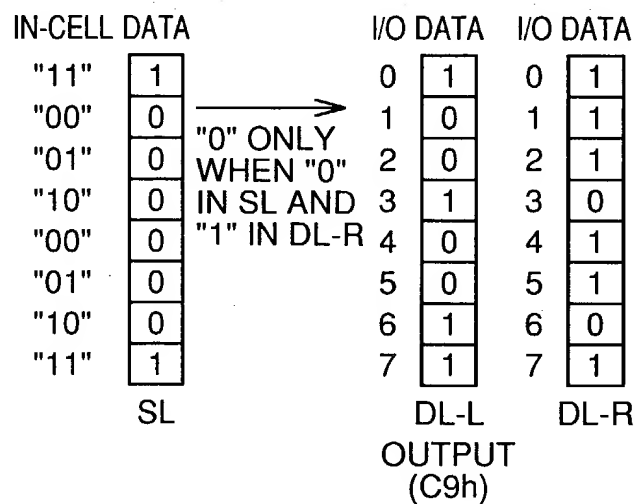 IN-CELL DATA I/O DATA I/O DATA
"11" 1 0 1 0 1
"00" 0 1 0 1 1
"01" 0 2 0 2 1
"10" 0 3 1 3 0
"00" 0 4 0 4 1
"01" 0 5 0 5 1
"10" 0 6 1 6 0
"11" 1 7 1 7 1
"0" ONLY
WHEN "0"
IN SL AND
"1" IN DL-R
SL DL-L DL-R
OUTPUT
(C9h)